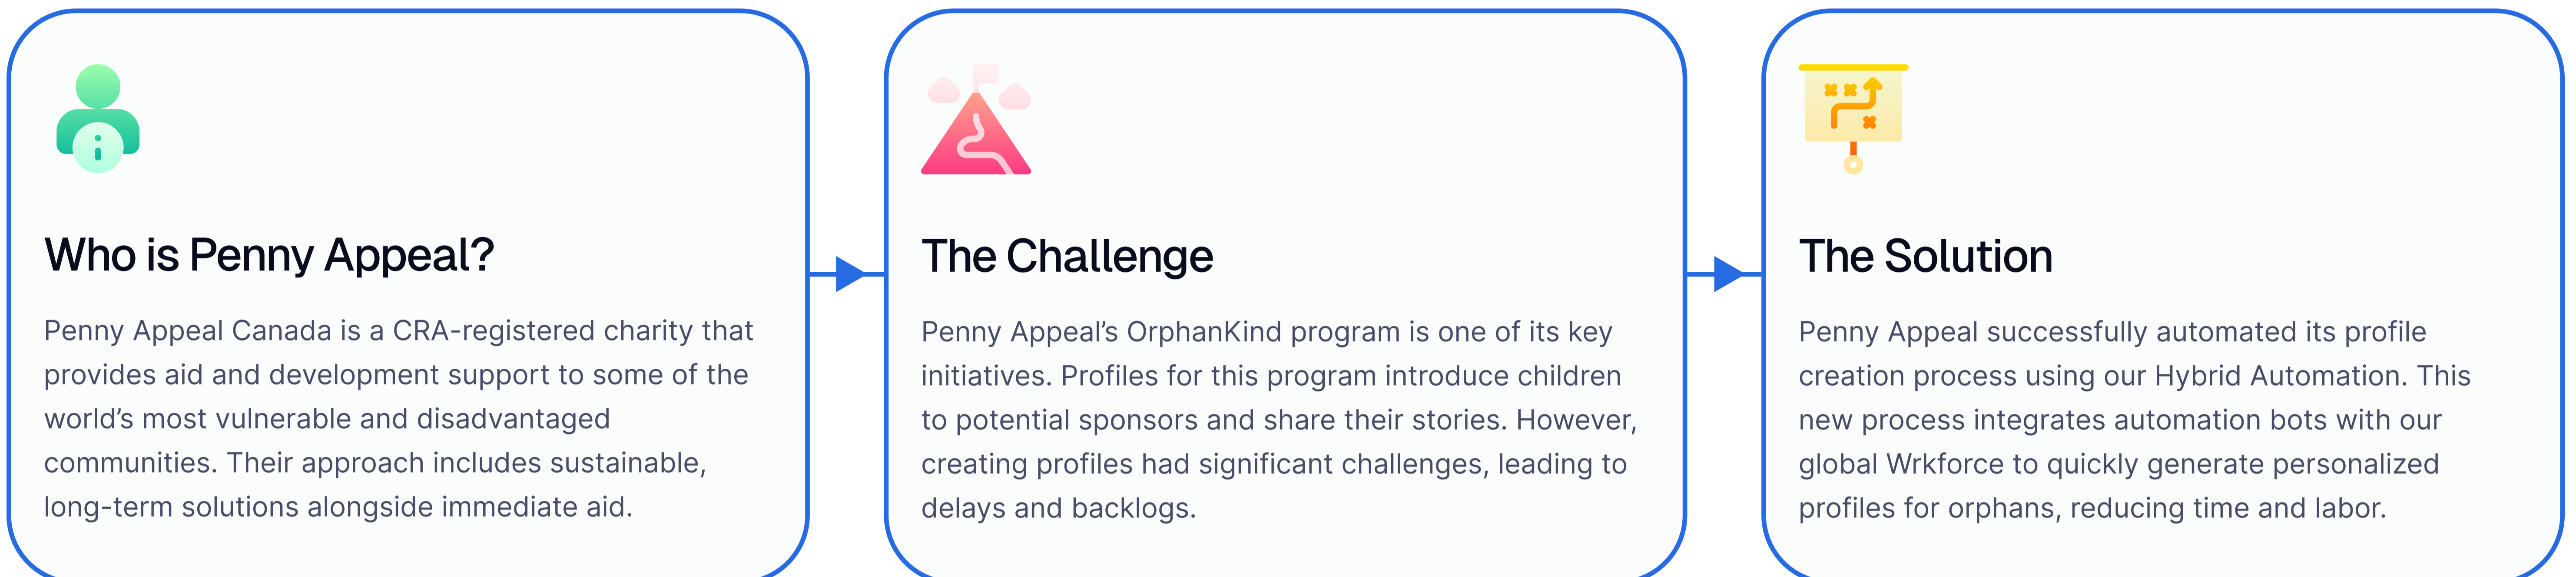 Who is Penny Appeal?
Penny Appeal Canada is a CRA-registered charity that
provides aid and development support to some of the
world’s most vulnerable and disadvantaged
communities. Their approach includes sustainable,
long-term solutions alongside immediate aid.
The Challenge
Penny Appeal’s OrphanKind program is one of its key
initiatives. Profiles for this program introduce children
to potential sponsors and share their stories. However,
creating profiles had significant challenges, leading to
delays and backlogs.
The Solution
Penny Appeal successfully automated its profile
creation process using our Hybrid Automation. This
new process integrates automation bots with our
global Wrkforce to quickly generate personalized
profiles for orphans, reducing time and labor.